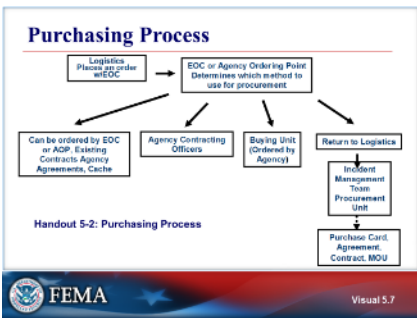 Purchasing Process
Logistics
Places an order
w/EOC
EOC or Agency Ordering Point
Determines which method to
use for procurement
Can be ordered by EOC
or AOP, Existing
Contracts Agency
Agreements, Cache
Agency Contracting
Officers
Buying Unit
(Ordered by
Agency)
Return to Logistics
Incident
Management
Team
Procurement
Unit
Purchase Card,
Agreement,
Contract, MOU
Handout 5-2: Purchasing Process
FEMA
Visual 5.7